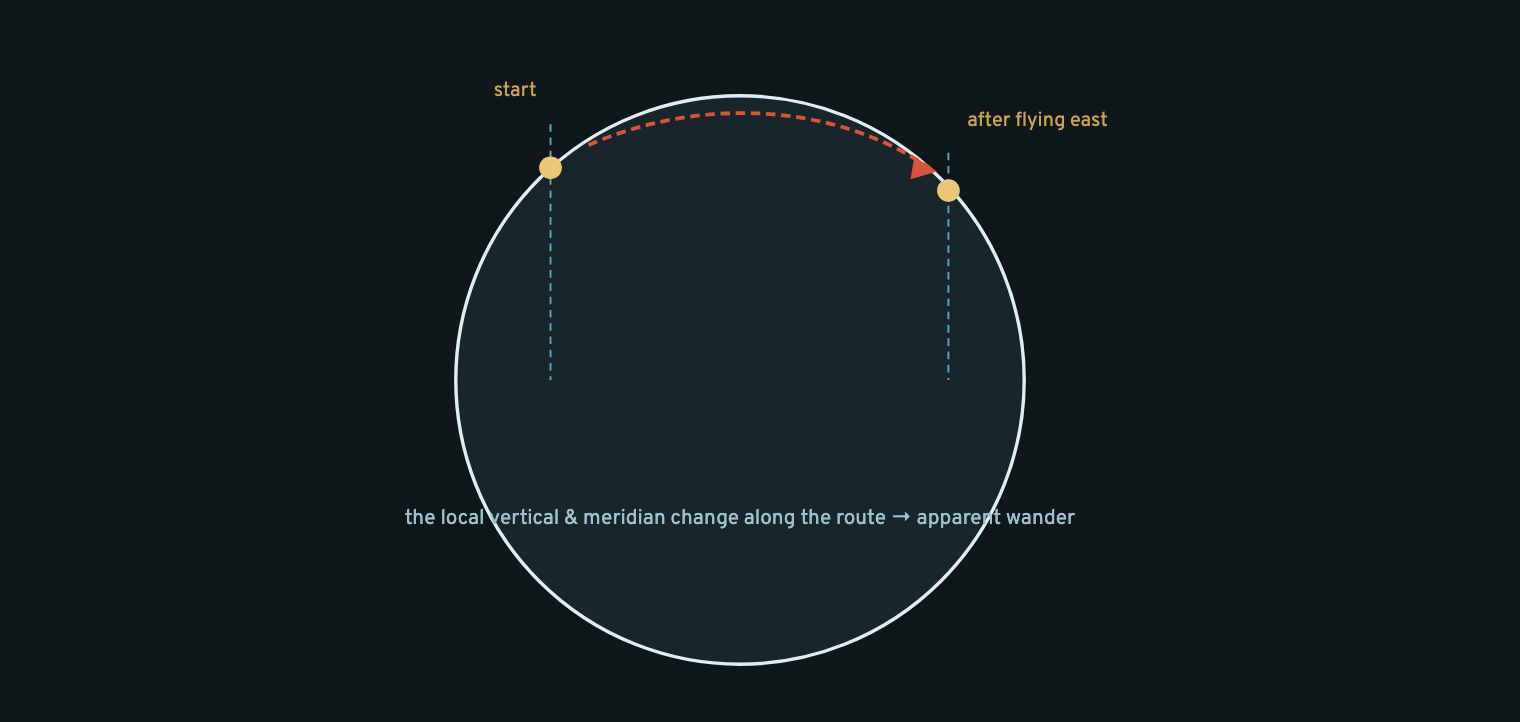 start
after flying east
the local vertical & meridian change along the route → apparent wander